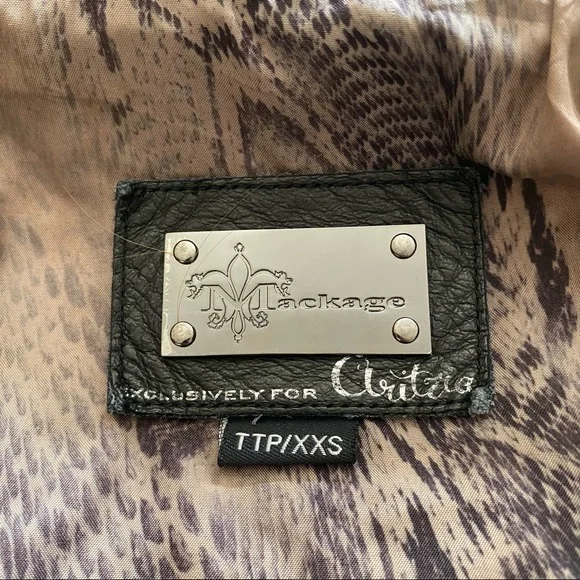 Mackage
EXCLUSIVELY FOR Aritzia
TTP/XXS